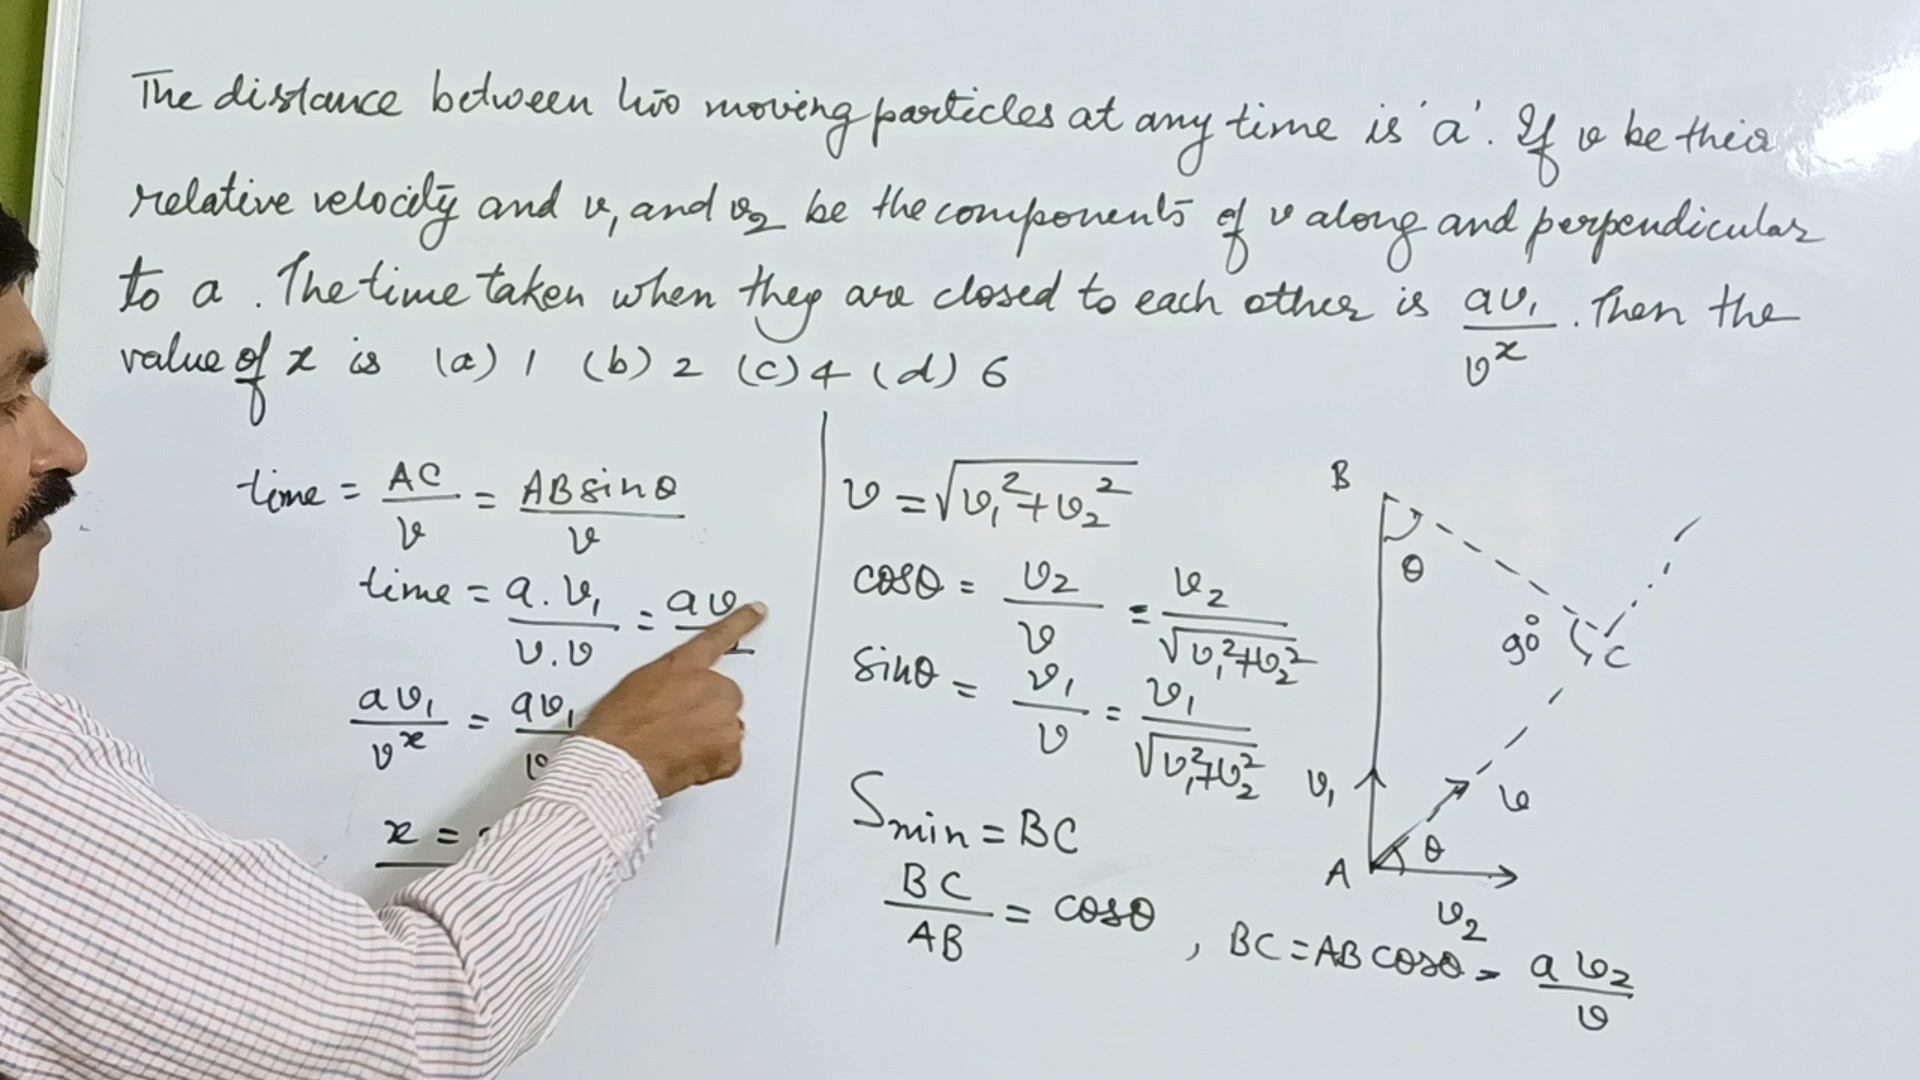 The distance between two moving particles at any time is 'a'. If v be their
relative velocity and v₁ and v₂ be the components of v along and perpendicular
to a. The time taken when they are closed to each other is av₁/v^x. Then the
value of x is (a) 1 (b) 2 (c) 4 (d) 6
time = AC/v = AB sinθ/v
time = a.v₁/v.v = av
av₁/v^x = av₁/v
x =
v = √(v₁²+v₂²)
cosθ = v₂/v = v₂/√(v₁²+v₂²)
sinθ = v₁/v = v₁/√(v₁²+v₂²)
Smin = BC
BC/AB = cosθ , BC = AB cosθ = av₂/v
B
θ
90° C
v₁ v
A θ
v₂